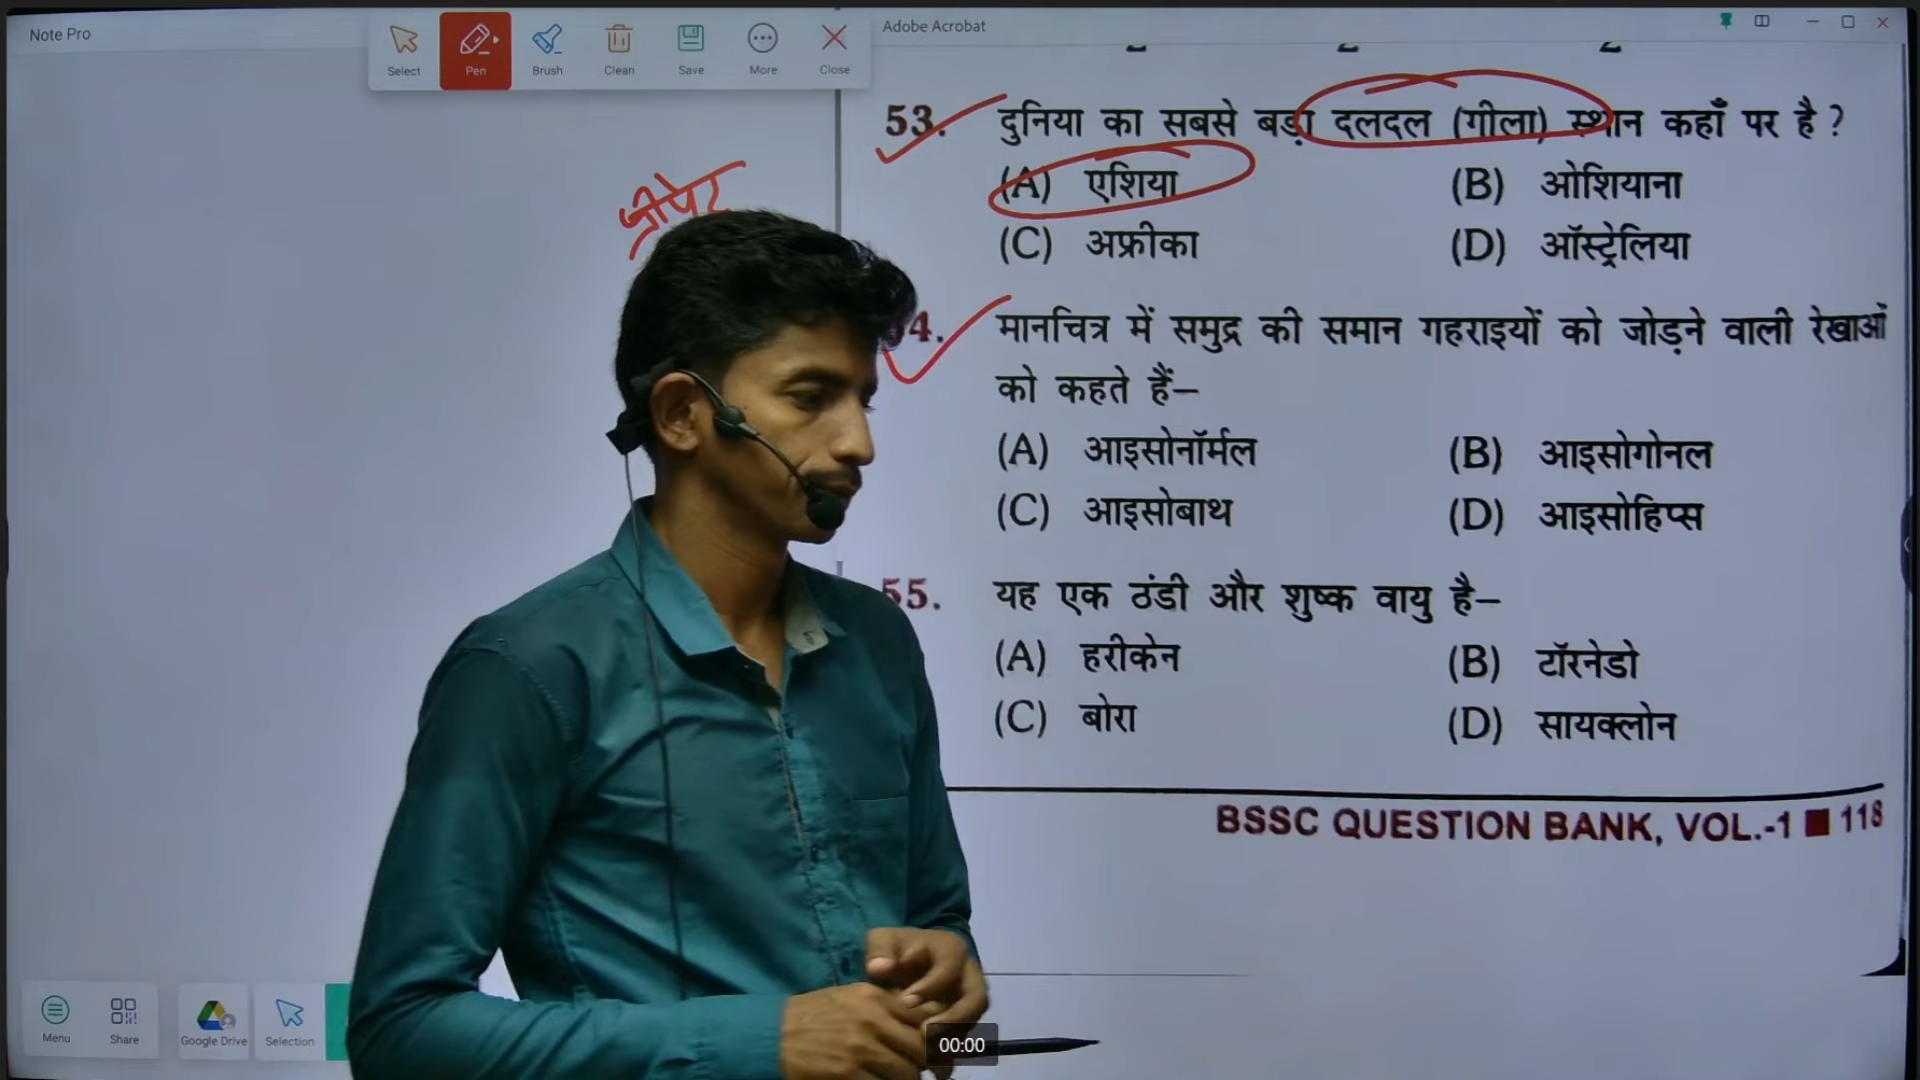 Note Pro
Select
Pen
Brush
Clean
Save
More
Close
Adobe Acrobat
53. दुनिया का सबसे बड़ा दलदल (गीला) स्थान कहाँ पर है ?
(A) एशिया
(B) ओशियाना
(C) अफ्रीका
(D) ऑस्ट्रेलिया
4. मानचित्र में समुद्र की समान गहराइयों को जोड़ने वाली रेखाओं
को कहते हैं–
(A) आइसोनॉर्मल
(B) आइसोगोनल
(C) आइसोबाथ
(D) आइसोहिप्स
55. यह एक ठंडी और शुष्क वायु है–
(A) हरीकेन
(B) टॉरनेडो
(C) बोरा
(D) सायक्लोन
BSSC QUESTION BANK, VOL.-1 ■ 118
Menu
Share
Google Drive
Selection
00:00